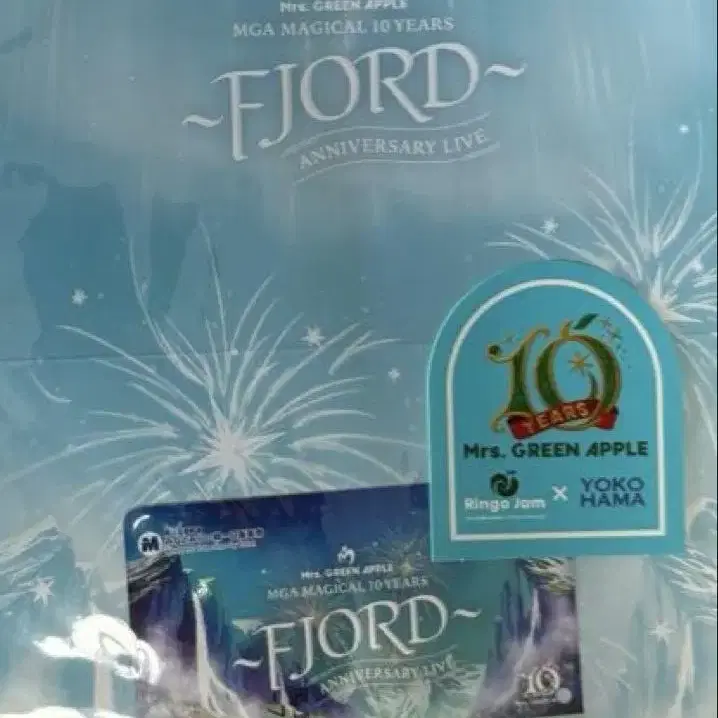 Mrs. GREEN APPLE
MGA MAGICAL 10 YEARS
~FJORD~
ANNIVERSARY LIVE
10
YEARS
Mrs. GREEN APPLE
Ringo Jam
×
YOKO
HAMA
M
Mrs. GREEN APPLE
MGA MAGICAL 10 YEARS
~FJORD~
ANNIVERSARY LIVE
10